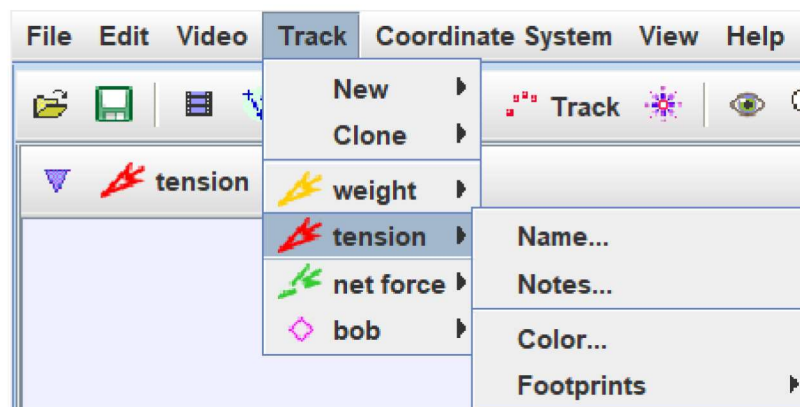 File Edit Video Track Coordinate System View Help
Track
tension
New
Clone
weight
tension
net force
bob
Name...
Notes...
Color...
Footprints